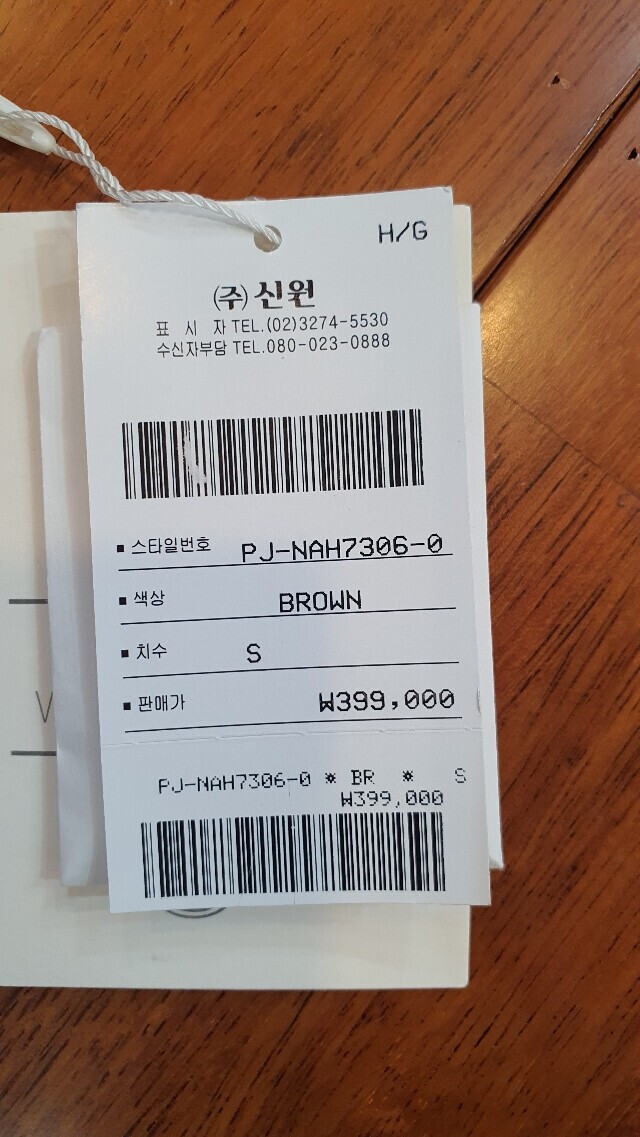 H/G
(주)신원
표 시 자 TEL.(02)3274-5530
수신자부담 TEL.080-023-0888
■ 스타일번호 PJ-NAH7306-0
■ 색상 BROWN
■ 치수 S
■ 판매가 ₩399,000
PJ-NAH7306-0 * BR * S
₩399,000